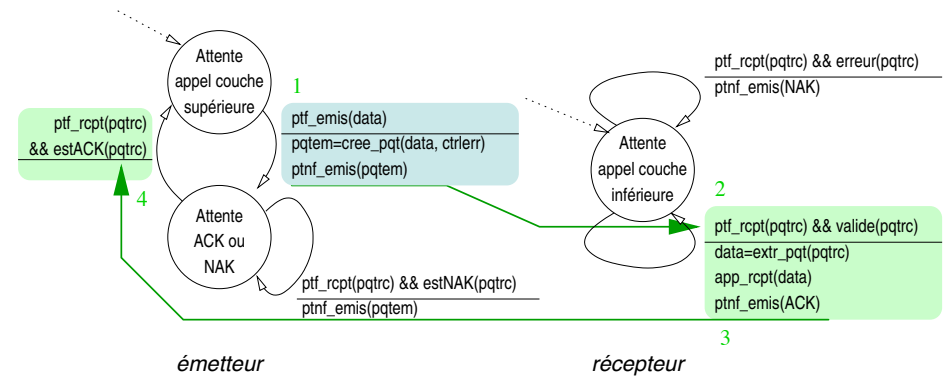 Attente
appel couche
supérieure
1
ptf_rcpt(pqtrc)
&& estACK(pqtrc)
4
ptf_emis(data)
pqtem=cree_pqt(data, ctrlerr)
ptnf_emis(pqtem)
Attente
ACK ou
NAK
ptf_rcpt(pqtrc) && estNAK(pqtrc)
ptnf_emis(pqtem)
émetteur
ptf_rcpt(pqtrc) && erreur(pqtrc)
ptnf_emis(NAK)
Attente
appel couche
inférieure
2
ptf_rcpt(pqtrc) && valide(pqtrc)
data=extr_pqt(pqtrc)
app_rcpt(data)
ptnf_emis(ACK)
3
récepteur